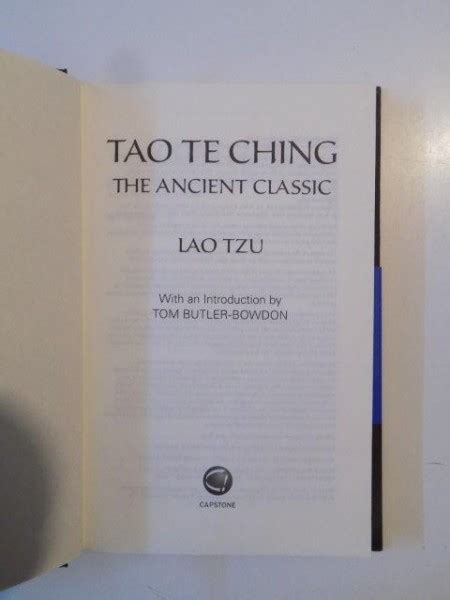 TAO TE CHING
THE ANCIENT CLASSIC
LAO TZU
With an Introduction by
TOM BUTLER-BOWDON
CAPSTONE